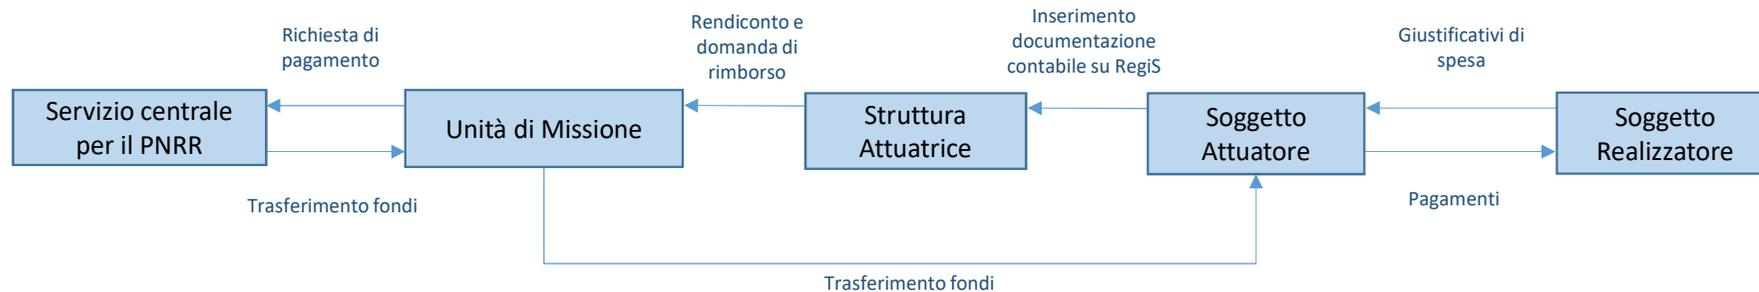 Richiesta di
pagamento
Rendiconto e
domanda di
rimborso
Inserimento
documentazione
contabile su RegiS
Giustificativi di
spesa
Servizio centrale
per il PNRR
Unità di Missione
Struttura
Attuatrice
Soggetto
Attuatore
Soggetto
Realizzatore
Trasferimento fondi
Pagamenti
Trasferimento fondi